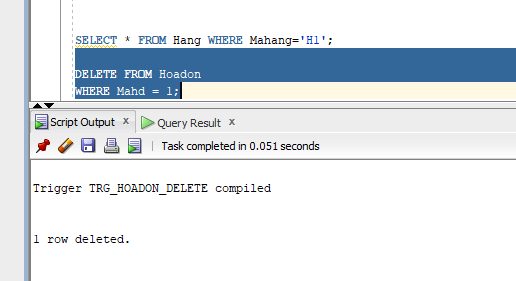 SELECT * FROM Hang WHERE Mahang='H1';
DELETE FROM Hoadon
WHERE Mahd = 1;
Script Output x Query Result x
Task completed in 0.051 seconds
Trigger TRG_HOADON_DELETE compiled
1 row deleted.